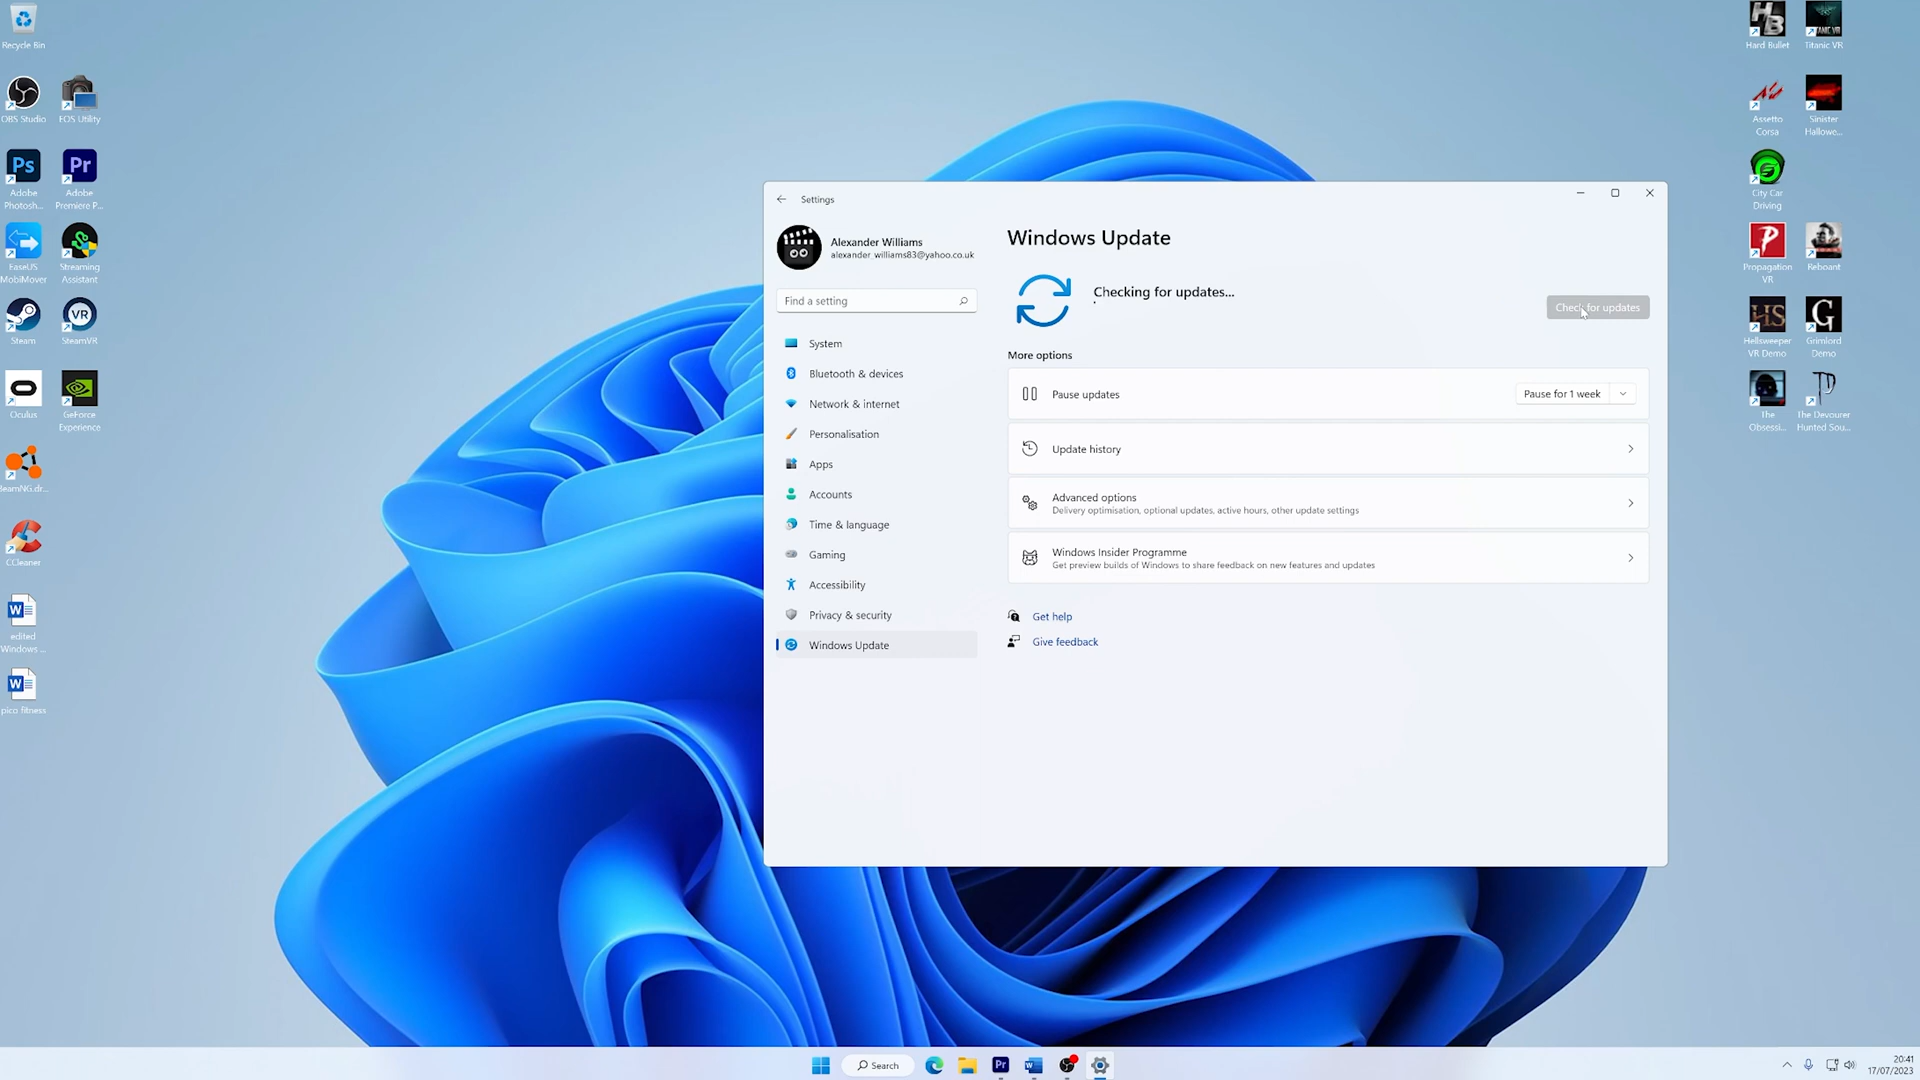 Recycle Bin
OBS Studio
EOS Utility
Ps
Adobe
Photosh...
Pr
Adobe
Premiere P...
EaseUS
MobiMover
Streaming
Assistant
Steam
VR
SteamVR
Oculus
GeForce
Experience
BeamNG.dr...
CCleaner
W
edited
Windows ...
W
pico fitness
Settings
Alexander Williams
alexander_williams83@yahoo.co.uk
Find a setting
System
Bluetooth & devices
Network & internet
Personalisation
Apps
Accounts
Time & language
Gaming
Accessibility
Privacy & security
Windows Update
Windows Update
Checking for updates...
Check for updates
More options
Pause updates
Pause for 1 week
Update history
Advanced options
Delivery optimisation, optional updates, active hours, other update settings
Windows Insider Programme
Get preview builds of Windows to share feedback on new features and updates
Get help
Give feedback
HB
Hard Bullet
Titanic VR
Assetto
Corsa
Sinister
Hallowe...
City Car
Driving
P
Propagation
VR
Reboant
HS
Hellsweeper
VR Demo
G
Grimlord
Demo
The
Obsessi...
The Devourer
Hunted Sou...
Search
Pr
W
20:41
17/07/2023